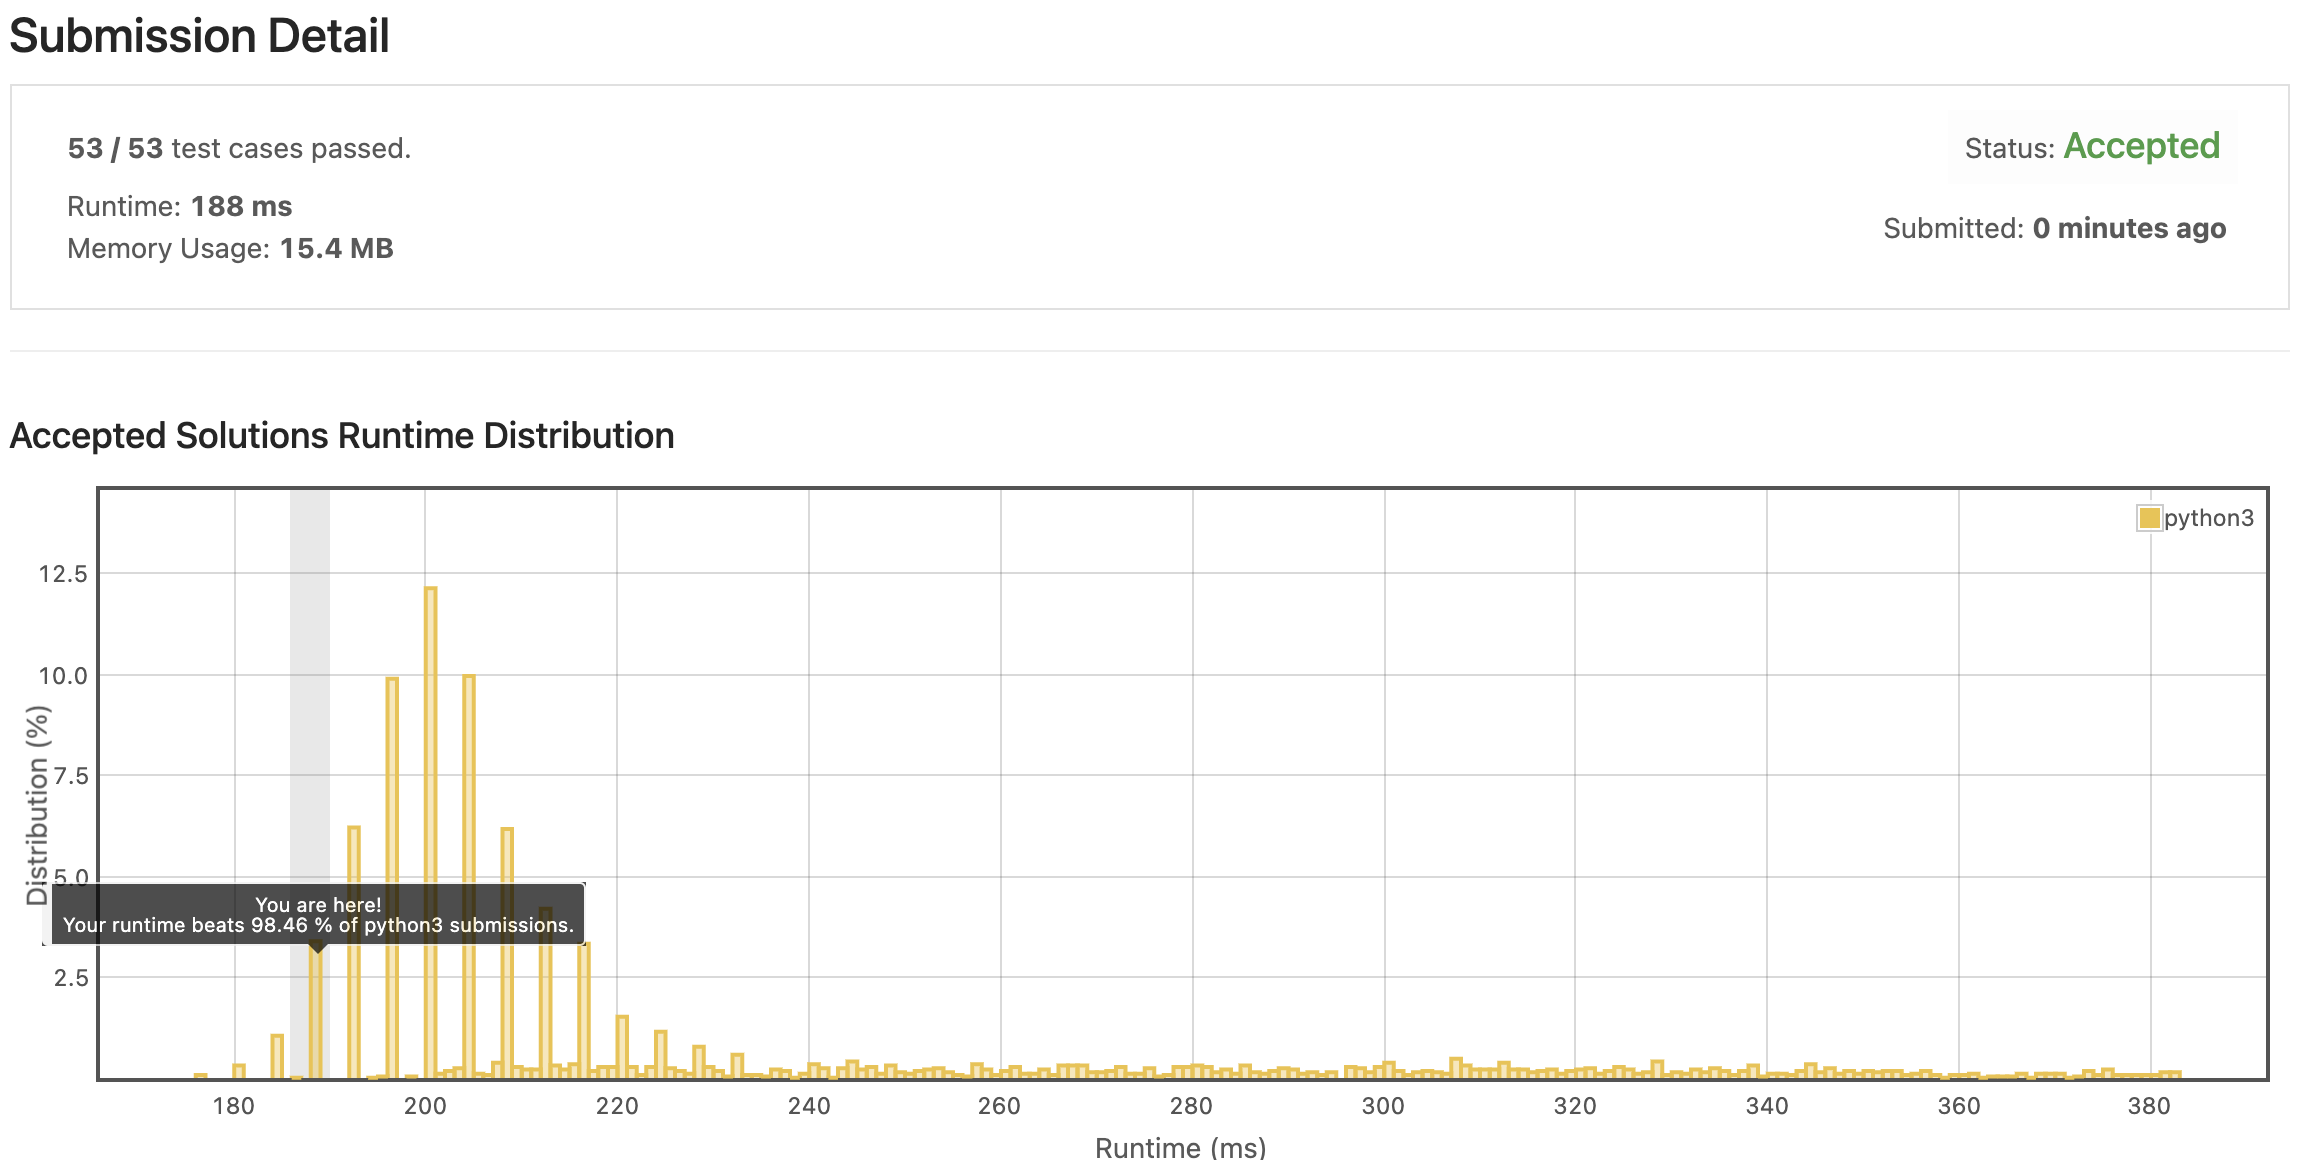 Submission Detail
53 / 53 test cases passed.
Status: Accepted
Runtime: 188 ms
Memory Usage: 15.4 MB
Submitted: 0 minutes ago
Accepted Solutions Runtime Distribution
python3
12.5
10.0
7.5
5.0
2.5
Distribution (%)
You are here!
Your runtime beats 98.46 % of python3 submissions.
180 200 220 240 260 280 300 320 340 360 380
Runtime (ms)